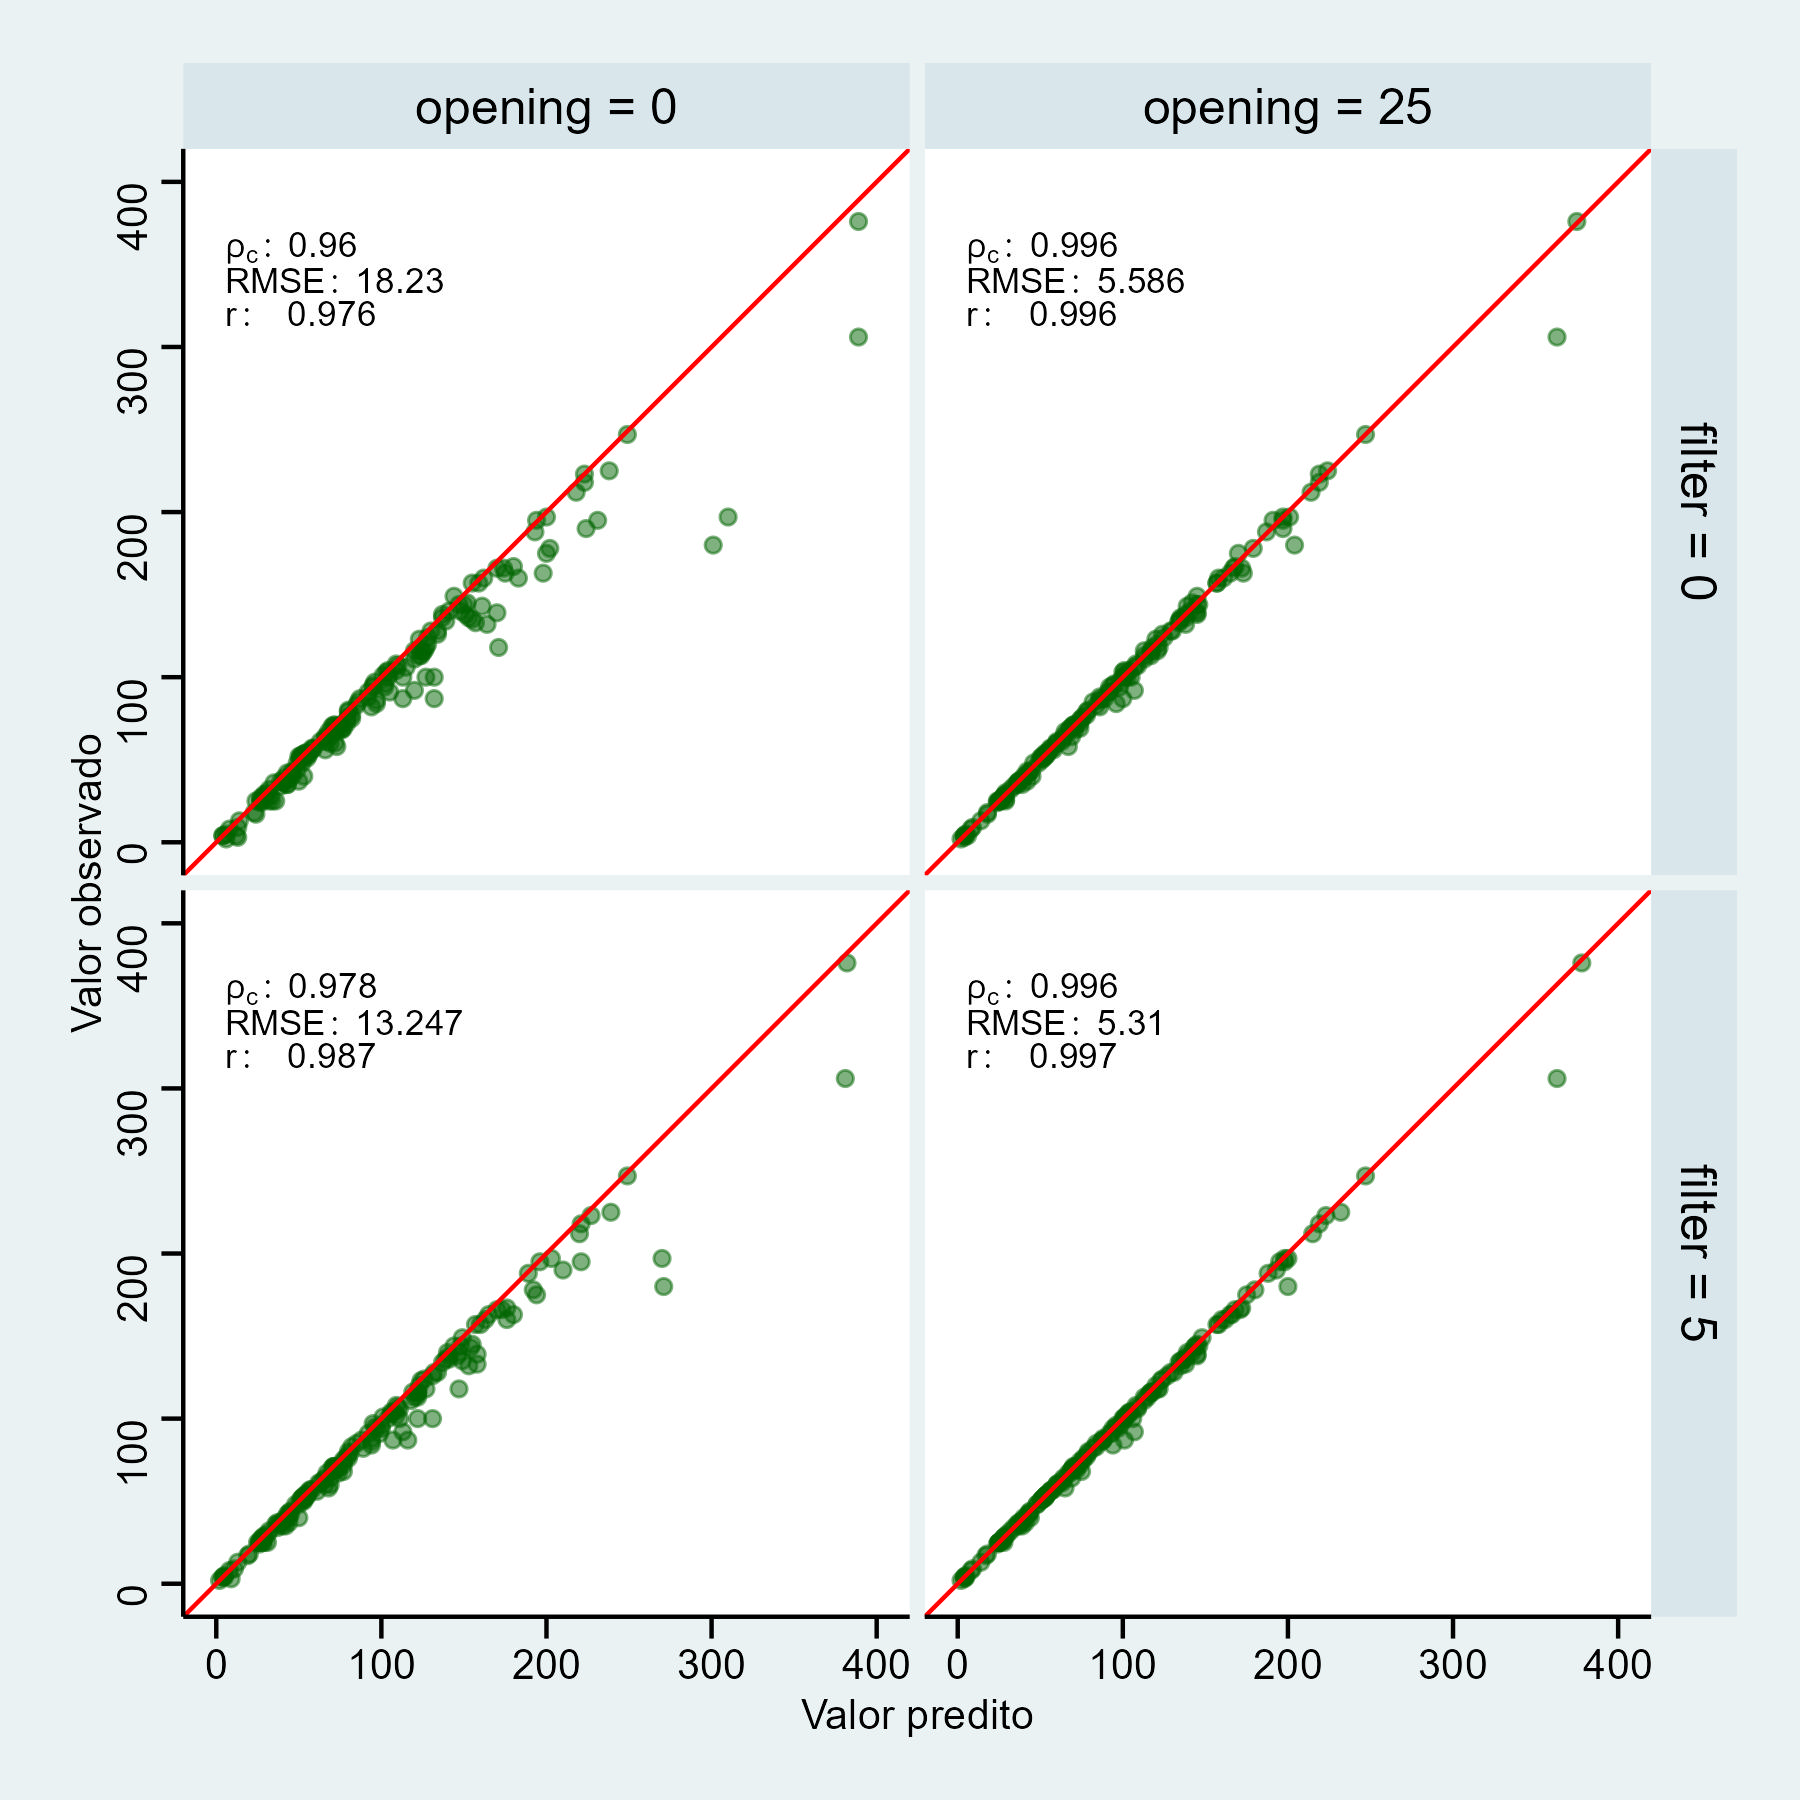 opening = 0
opening = 25
ρc: 0.96
RMSE: 18.23
r: 0.976
ρc: 0.996
RMSE: 5.586
r: 0.996
filter = 0
400
300
200
100
0
Valor observado
ρc: 0.978
RMSE: 13.247
r: 0.987
ρc: 0.996
RMSE: 5.31
r: 0.997
filter = 5
400
300
200
100
0
0 100 200 300 400
0 100 200 300 400
Valor predito